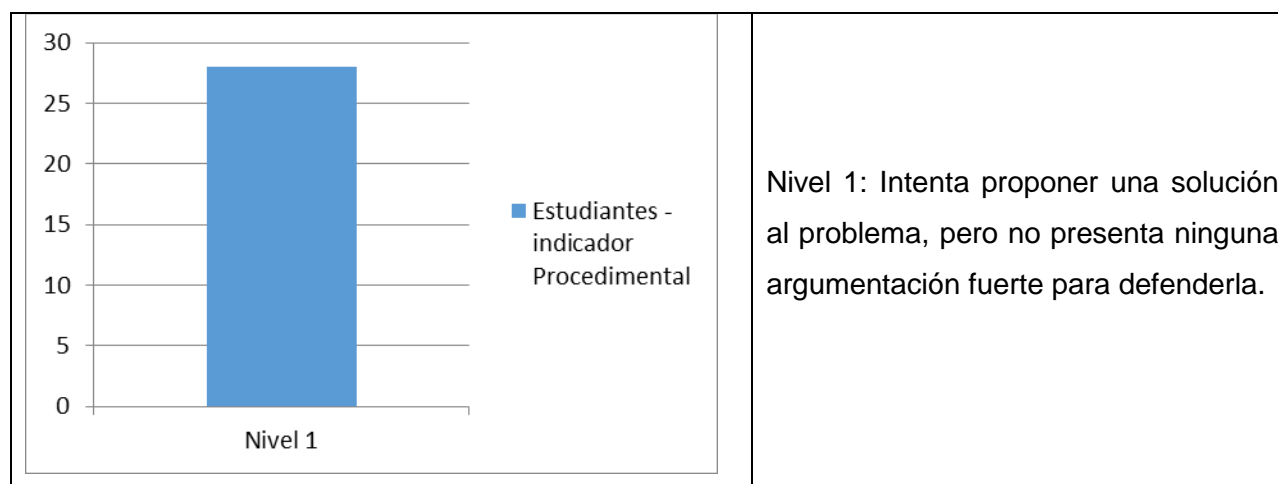 30
25
20
15
10
5
0
Nivel 1
Estudiantes -
indicador
Procedimental
Nivel 1: Intenta proponer una solución
al problema, pero no presenta ninguna
argumentación fuerte para defenderla.